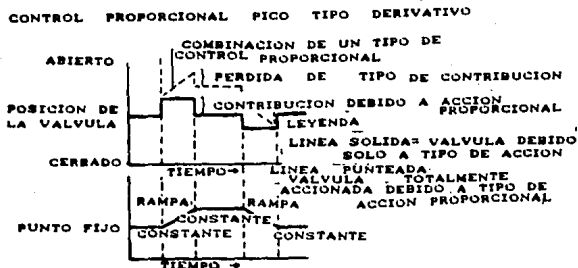 CONTROL PROPORCIONAL PICO TIPO DERIVATIVO
COMBINACION DE UN TIPO DE
CONTROL PROPORCIONAL
ABIERTO
PERDIDA DE TIPO DE CONTRIBUCION
POSICION DE
LA VALVULA
CONTRIBUCION DEBIDO A ACCION
PROPORCIONAL
LEYENDA
LINEA SOLIDA= VALVULA DEBIDO
SOLO A TIPO DE ACCION
CERRADO
TIEMPO→
LINEA PUNTEADA
VALVULA TOTALMENTE
ACCIONADA DEBIDO A TIPO DE
ACCION PROPORCIONAL
RAMPA
RAMPA
CONSTANTE
PUNTO FIJO
CONSTANTE
CONSTANTE
TIEMPO →